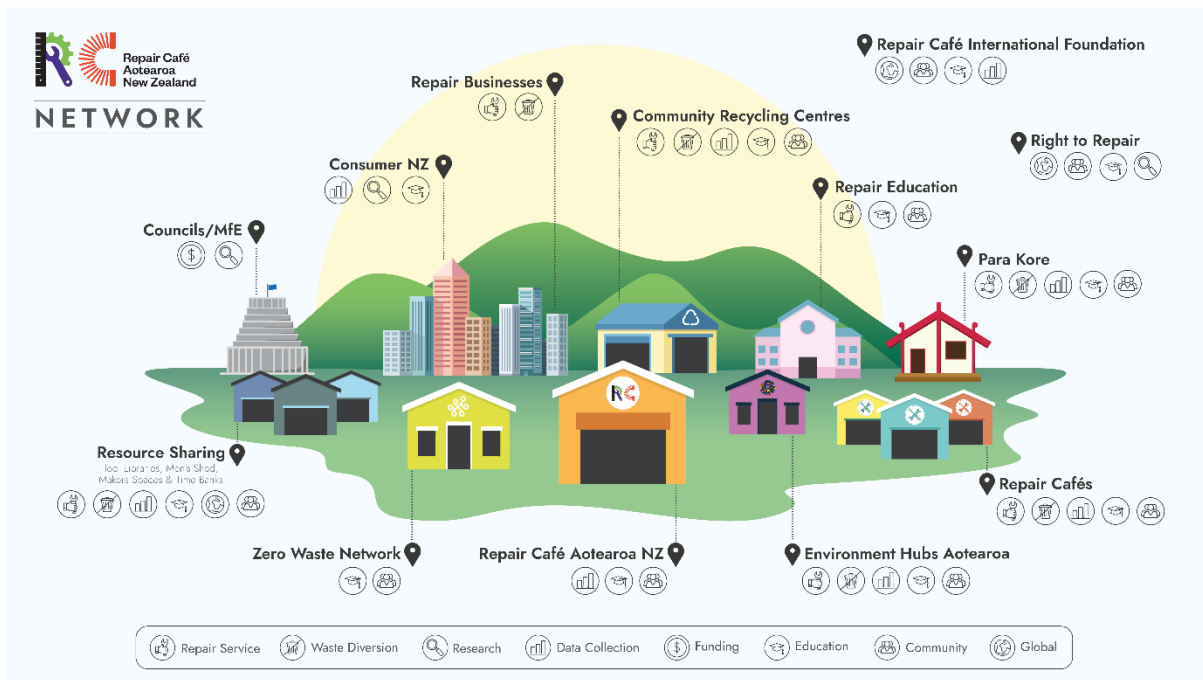 Repair Café
Aotearoa
New Zealand
NETWORK
Repair Café International Foundation
Repair Businesses
Community Recycling Centres
Right to Repair
Consumer NZ
Repair Education
Councils/MfE
Para Kore
Resource Sharing
Tool Libraries, Men's Shed,
Makers Spaces & Time Banks
Repair Cafés
Zero Waste Network
Repair Café Aotearoa NZ
Environment Hubs Aotearoa
RC
Repair Service
Waste Diversion
Research
Data Collection
Funding
Education
Community
Global